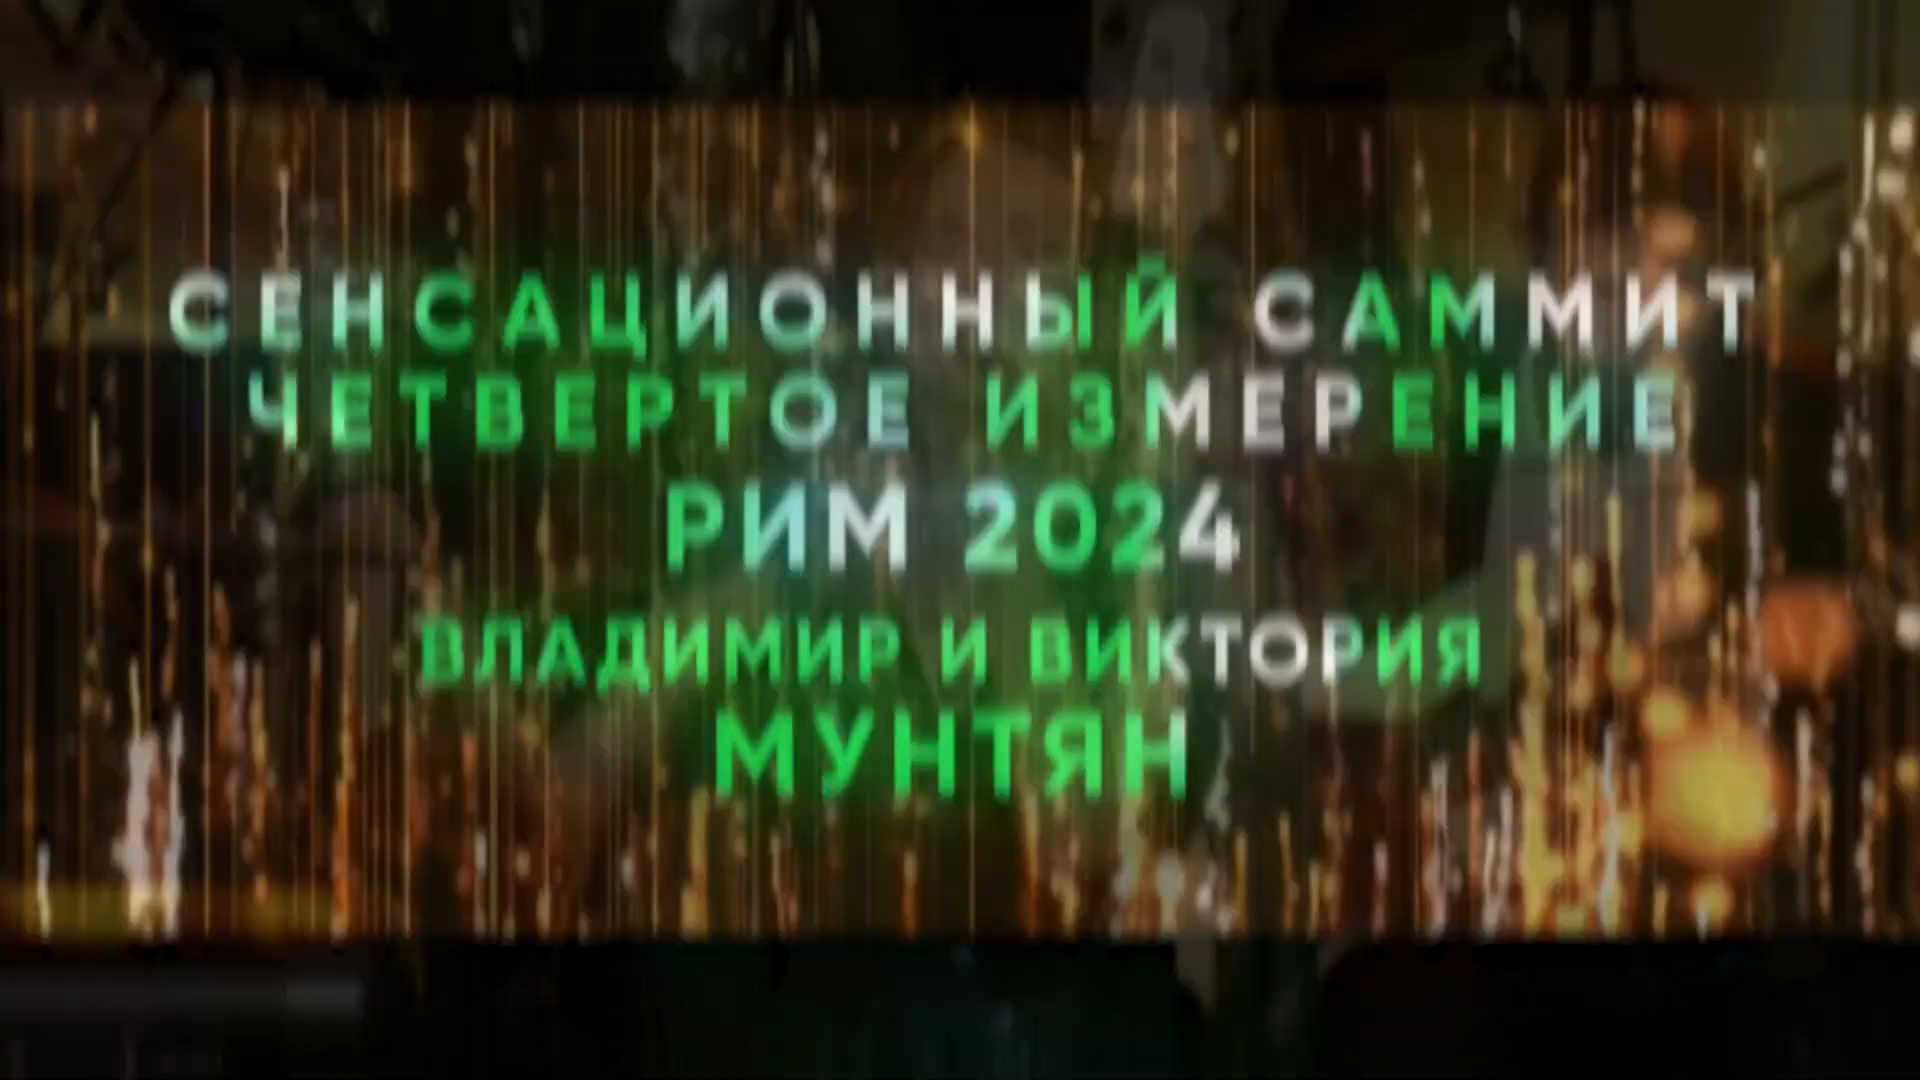 СЕНСАЦИОННЫЙ САММИТ
ЧЕТВЕРТОЕ ИЗМЕРЕНИЕ
РИМ 2024
ВЛАДИМИР И ВИКТОРИЯ
МУНТЯН